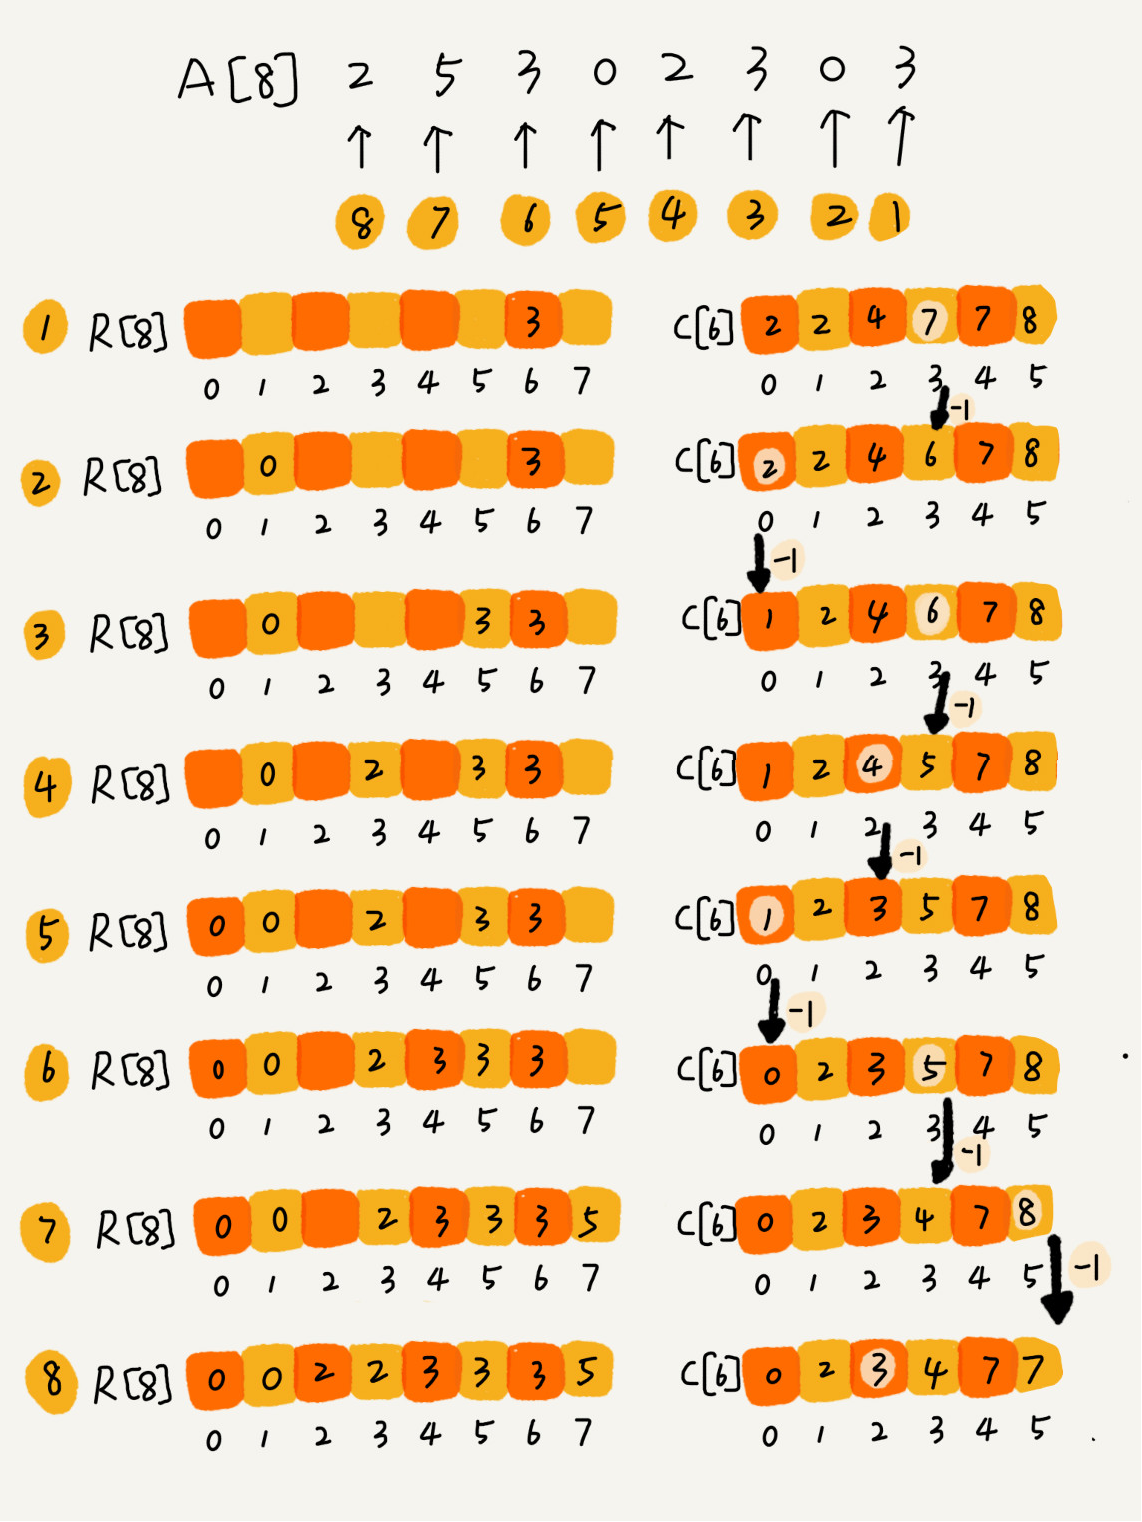 A[8] 2 5 3 0 2 3 0 3
8 7 6 5 4 3 2 1
1 R[8] 3 C[6] 2 2 4 7 7 8
0 1 2 3 4 5 6 7 0 1 2 3 4 5
-1
2 R[8] 0 3 C[6] 2 2 4 6 7 8
0 1 2 3 4 5 6 7 0 1 2 3 4 5
-1
3 R[8] 0 3 3 C[6] 1 2 4 6 7 8
0 1 2 3 4 5 6 7 0 1 2 3 4 5
-1
4 R[8] 0 2 3 3 C[6] 1 2 4 5 7 8
0 1 2 3 4 5 6 7 0 1 2 3 4 5
-1
5 R[8] 0 0 2 3 3 C[6] 1 2 3 5 7 8
0 1 2 3 4 5 6 7 0 1 2 3 4 5
-1
6 R[8] 0 0 2 3 3 3 C[6] 0 2 3 5 7 8
0 1 2 3 4 5 6 7 0 1 2 3 4 5
-1
7 R[8] 0 0 2 3 3 3 5 C[6] 0 2 3 4 7 8
0 1 2 3 4 5 6 7 0 1 2 3 4 5
-1
8 R[8] 0 0 2 2 3 3 3 5 C[6] 0 2 3 4 7 7
0 1 2 3 4 5 6 7 0 1 2 3 4 5